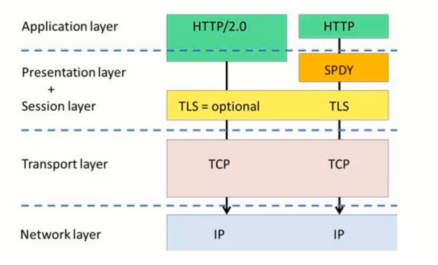 Application layer HTTP/2.0 HTTP
Presentation layer SPDY
+
Session layer TLS = optional TLS
Transport layer TCP TCP
Network layer IP IP